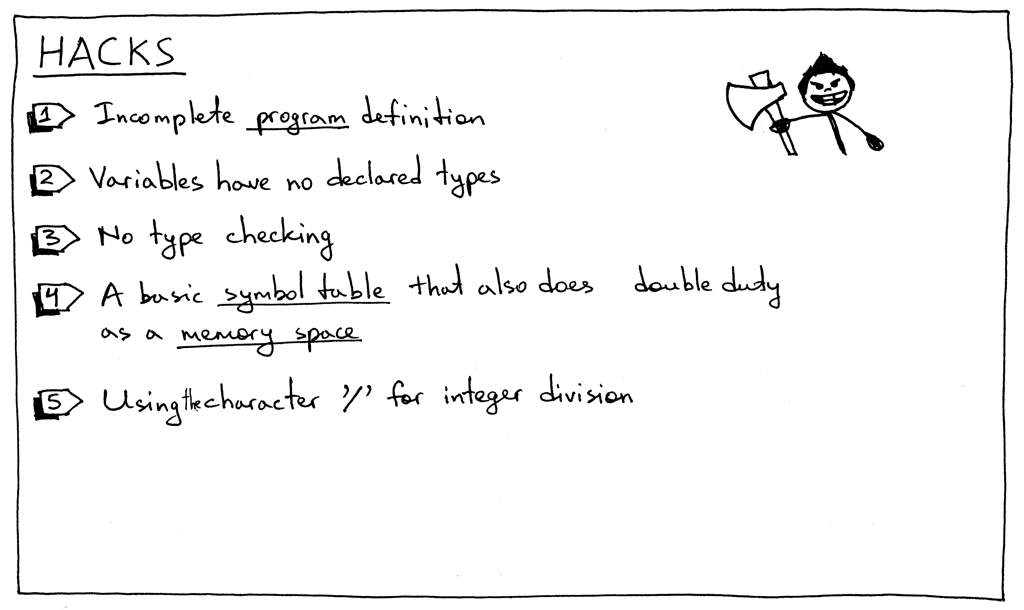 HACKS
1 Incomplete program definition
2 Variables have no declared types
3 No type checking
4 A basic symbol table that also does double duty
as a memory space
5 Using the character '/' for integer division